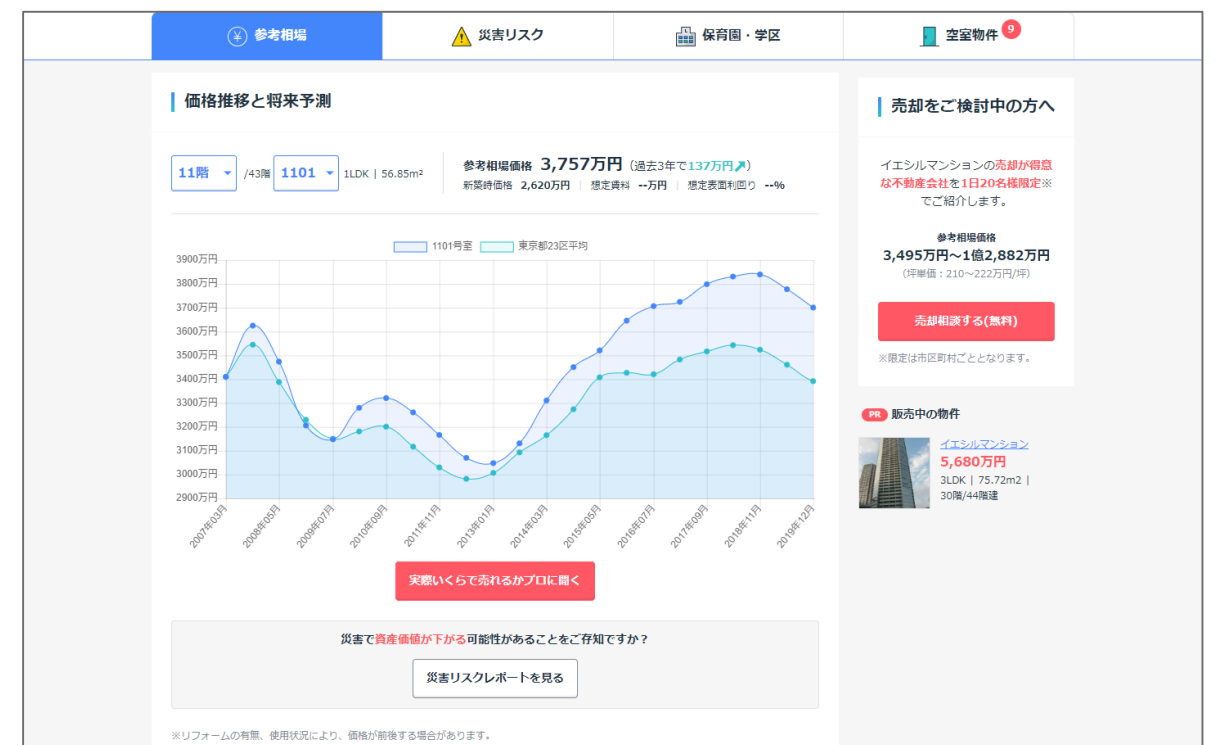 参考相場
災害リスク
保育園・学区
空室物件 9
価格推移と将来予測
11階 /43階 1101 1LDK | 56.85m²
参考相場価格 3,757万円（過去3年で137万円↗）
新築時価格 2,620万円 | 想定賃料 --万円 | 想定表面利回り --%
1101号室 東京都23区平均
3900万円
3800万円
3700万円
3600万円
3500万円
3400万円
3300万円
3200万円
3100万円
3000万円
2900万円
2007年03月
2008年05月
2009年07月
2010年09月
2011年11月
2013年01月
2014年03月
2015年05月
2016年07月
2017年09月
2018年11月
2019年12月
実際いくらで売れるかプロに聞く
災害で資産価値が下がる可能性があることをご存知ですか？
災害リスクレポートを見る
※リフォームの有無、使用状況により、価格が前後する場合があります。
売却をご検討中の方へ
イエシルマンションの売却が得意
な不動産会社を1日20名様限定※
でご紹介します。
参考相場価格
3,495万円〜1億2,882万円
（坪単価：210〜222万円/坪）
売却相談する(無料)
※限定は市区町村ごととなります。
PR 販売中の物件
イエシルマンション
5,680万円
3LDK | 75.72m2 |
30階/44階建